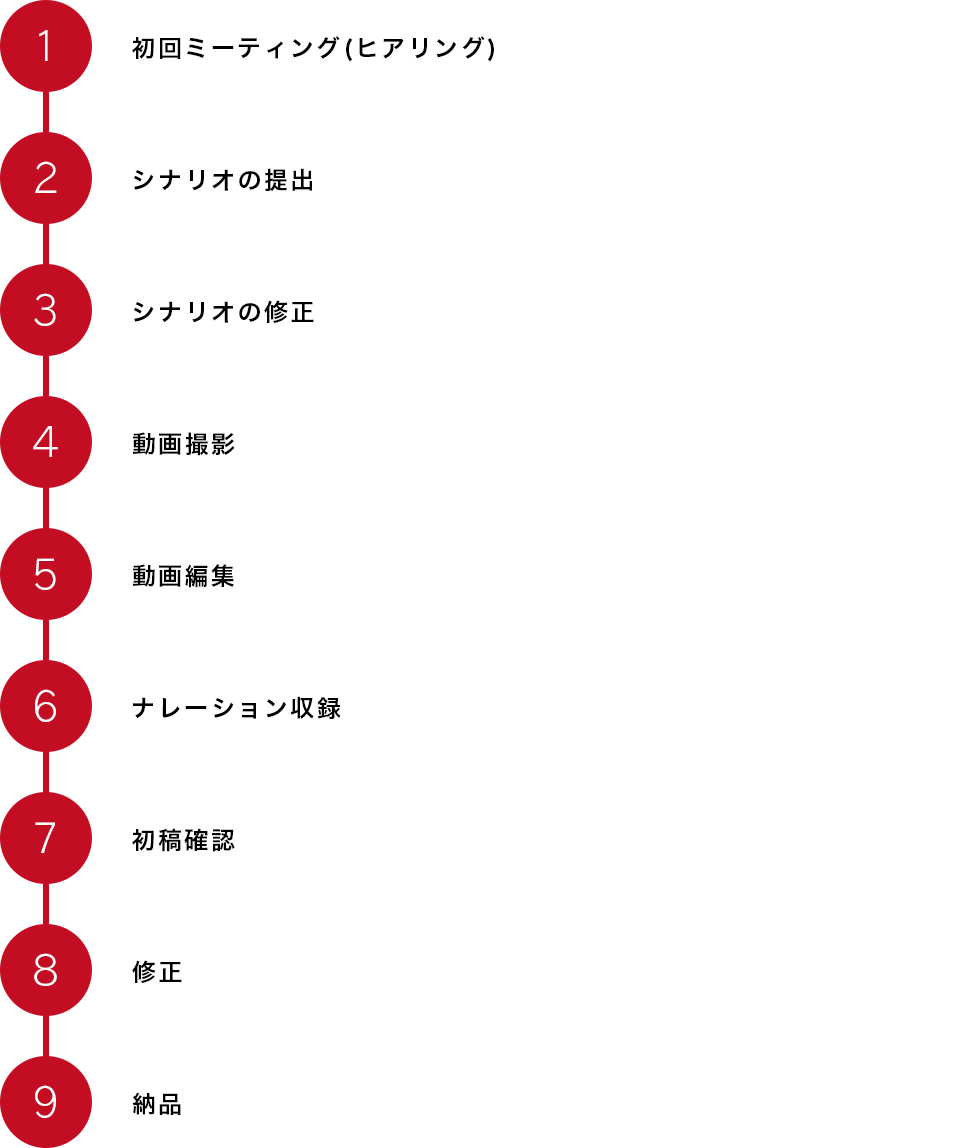 1 初回ミーティング(ヒアリング)
2 シナリオの提出
3 シナリオの修正
4 動画撮影
5 動画編集
6 ナレーション収録
7 初稿確認
8 修正
9 納品